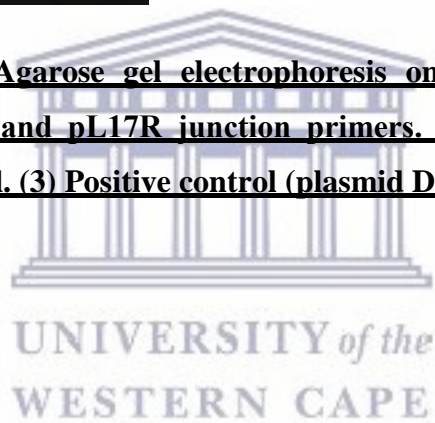 Agarose gel electrophoresis on
and pL17R junction primers.
l. (3) Positive control (plasmid D
UNIVERSITY of the
WESTERN CAPE